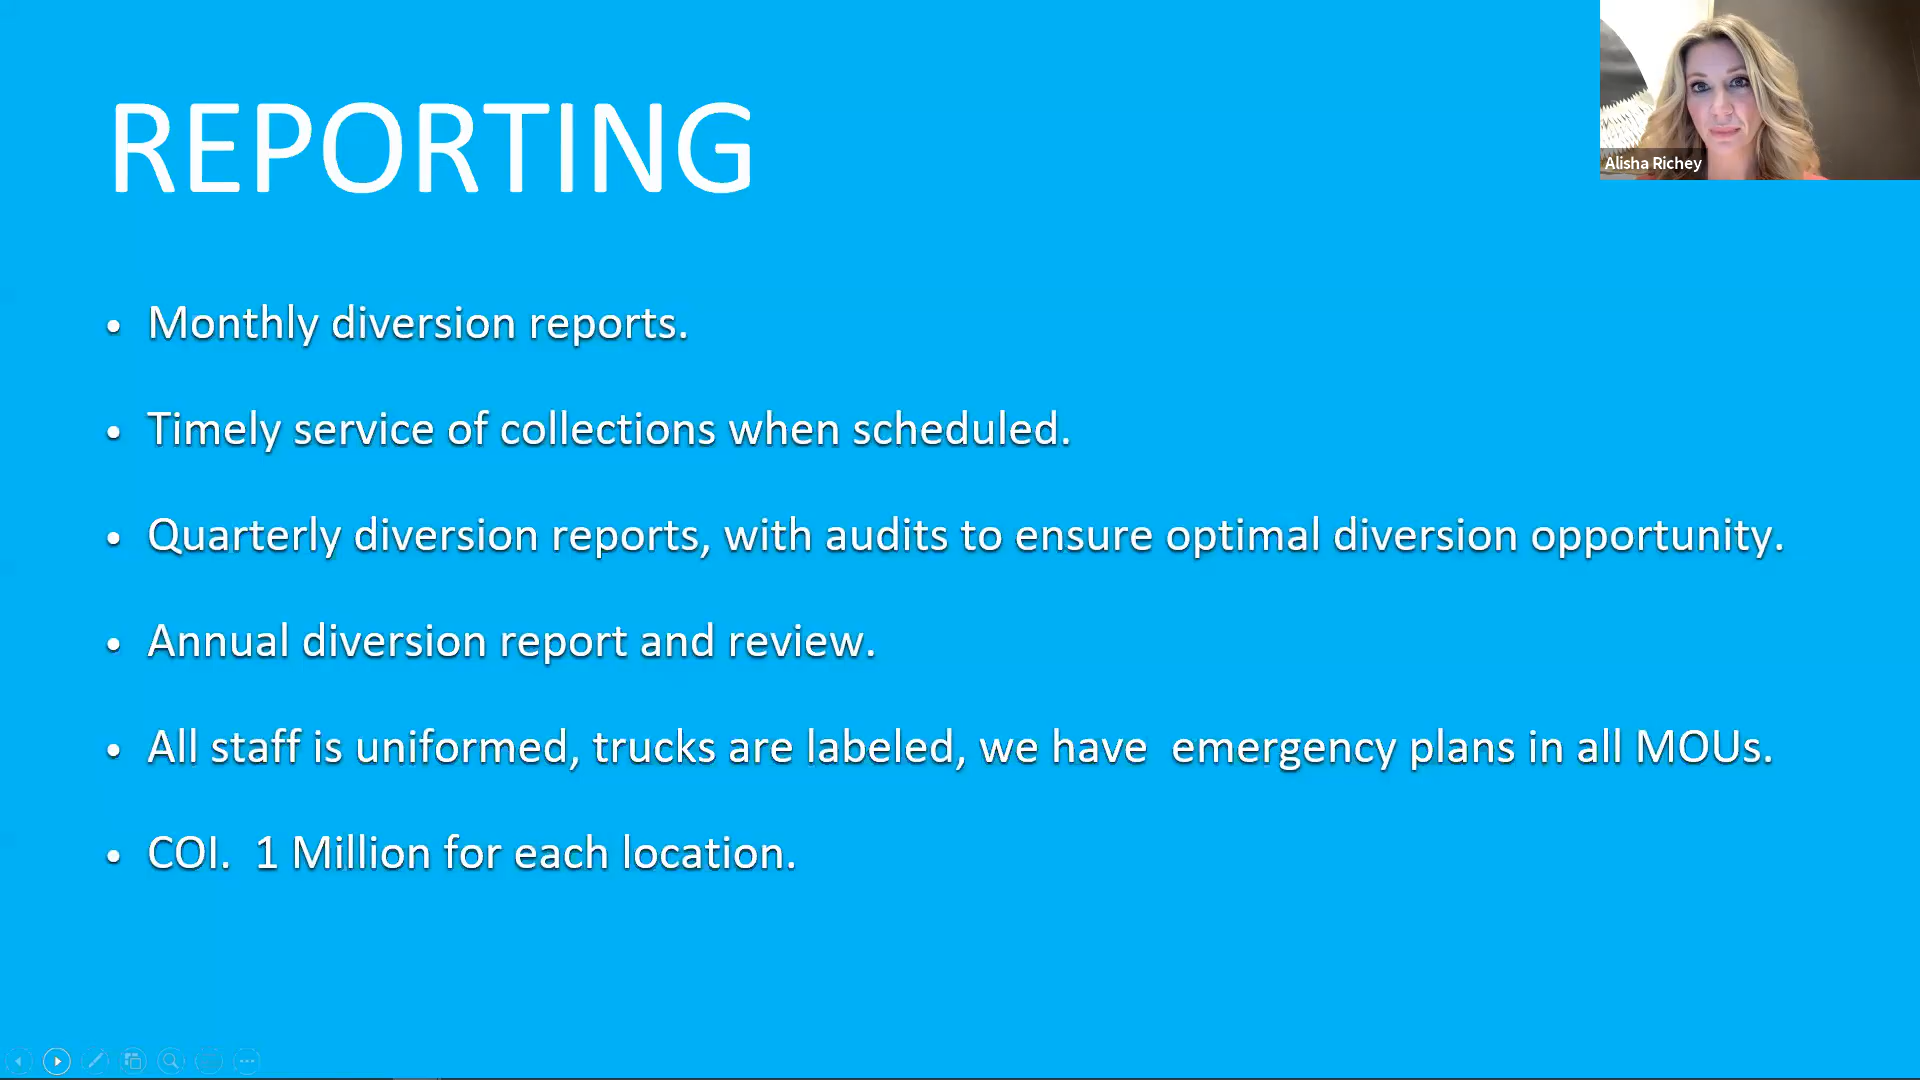 REPORTING
Alisha Richey
• Monthly diversion reports.
• Timely service of collections when scheduled.
• Quarterly diversion reports, with audits to ensure optimal diversion opportunity.
• Annual diversion report and review.
• All staff is uniformed, trucks are labeled, we have  emergency plans in all MOUs.
• COI.  1 Million for each location.